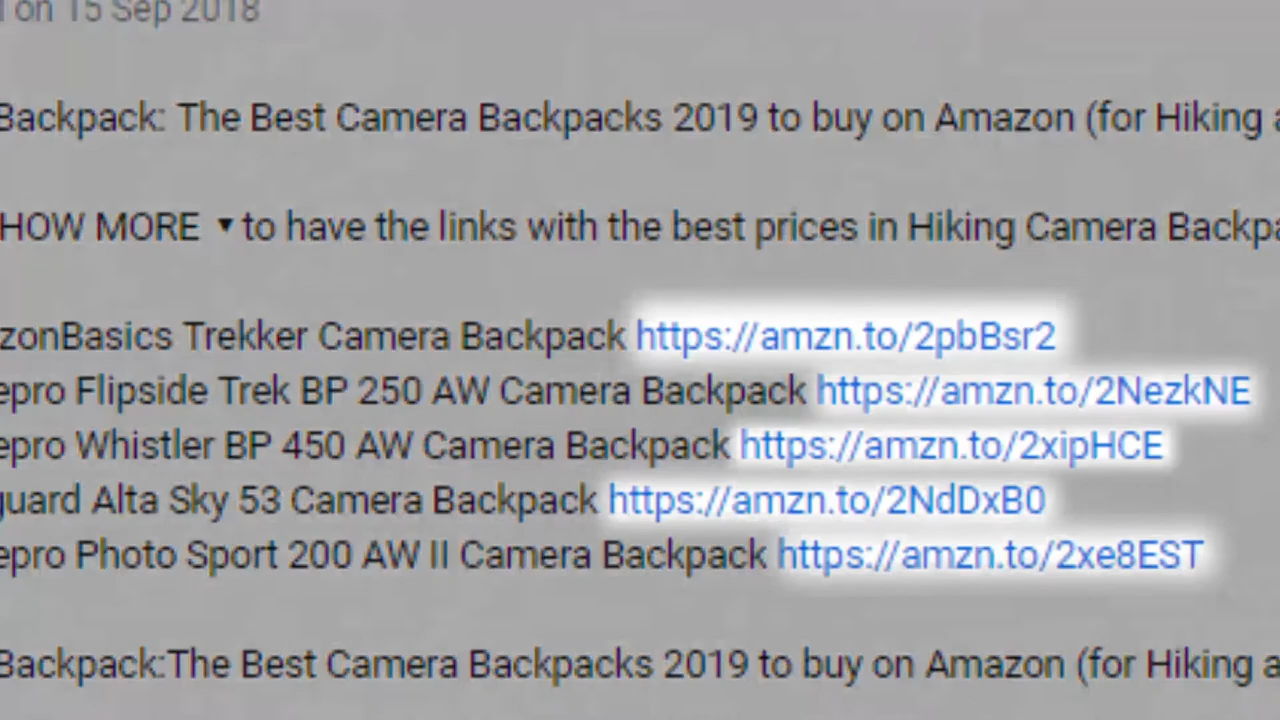 on 15 Sep 2018
Backpack: The Best Camera Backpacks 2019 to buy on Amazon (for Hiking a
HOW MORE ▼ to have the links with the best prices in Hiking Camera Backpa
zonBasics Trekker Camera Backpack https://amzn.to/2pbBsr2
epro Flipside Trek BP 250 AW Camera Backpack https://amzn.to/2NezkNE
epro Whistler BP 450 AW Camera Backpack https://amzn.to/2xipHCE
guard Alta Sky 53 Camera Backpack https://amzn.to/2NdDxB0
epro Photo Sport 200 AW II Camera Backpack https://amzn.to/2xe8EST
Backpack:The Best Camera Backpacks 2019 to buy on Amazon (for Hiking a